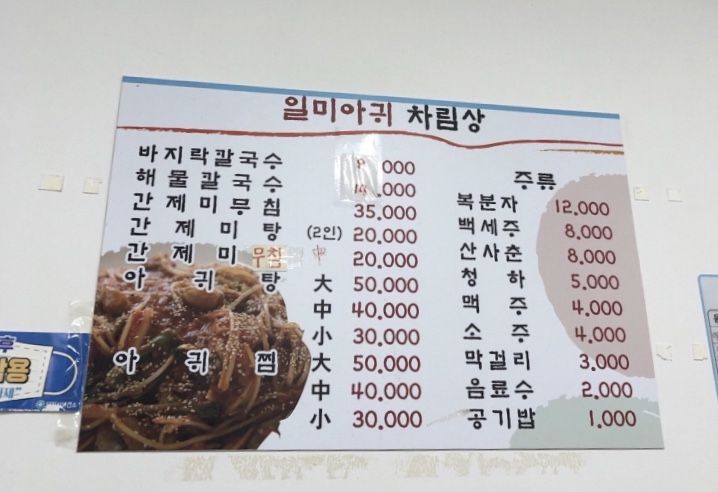 일미아귀 차림상
바지락칼국수 8,000
해물칼국수 14,000
간제미무침 35,000
간제미탕 (2인) 20,000
간제미무침 中 20,000
아귀탕 大 50,000
中 40,000
小 30,000
아귀찜 大 50,000
中 40,000
小 30,000
주류
복분자 12,000
백세주 8,000
산사춘 8,000
청하 5,000
맥주 4,000
소주 4,000
막걸리 3,000
음료수 2,000
공기밥 1,000